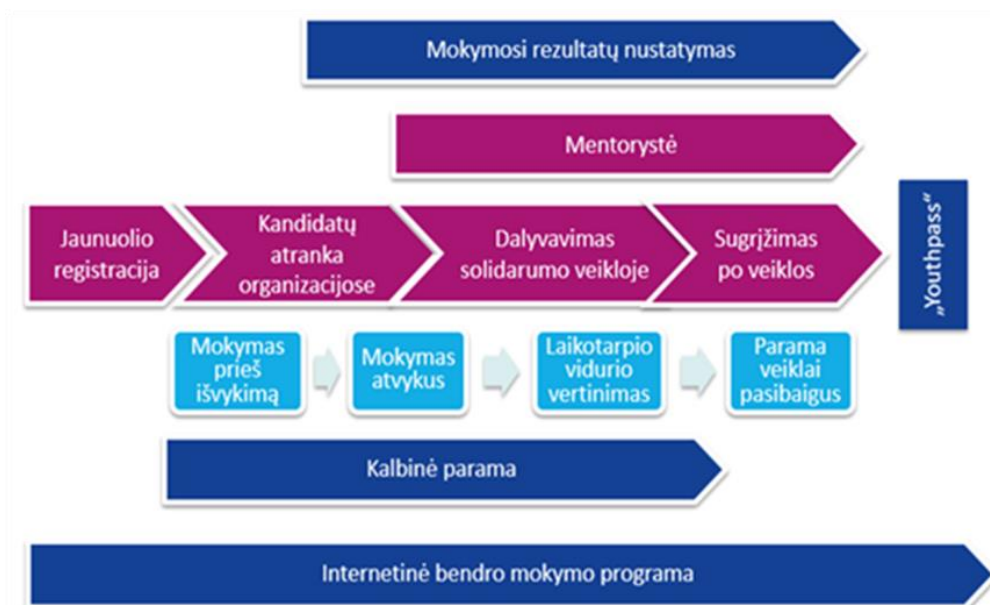 Mokymosi rezultatų nustatymas
Mentorystė
Jaunuolio
registracija
Kandidatų
atranka
organizacijose
Dalyvavimas
solidarumo veikloje
Sugrįžimas
po veiklos
„Youthpass“
Mokymas
prieš
išvykimą
Mokymas
atvykus
Laikotarpio
vidurio
vertinimas
Parama
veiklai
pasibaigus
Kalbinė parama
Internetinė bendro mokymo programa